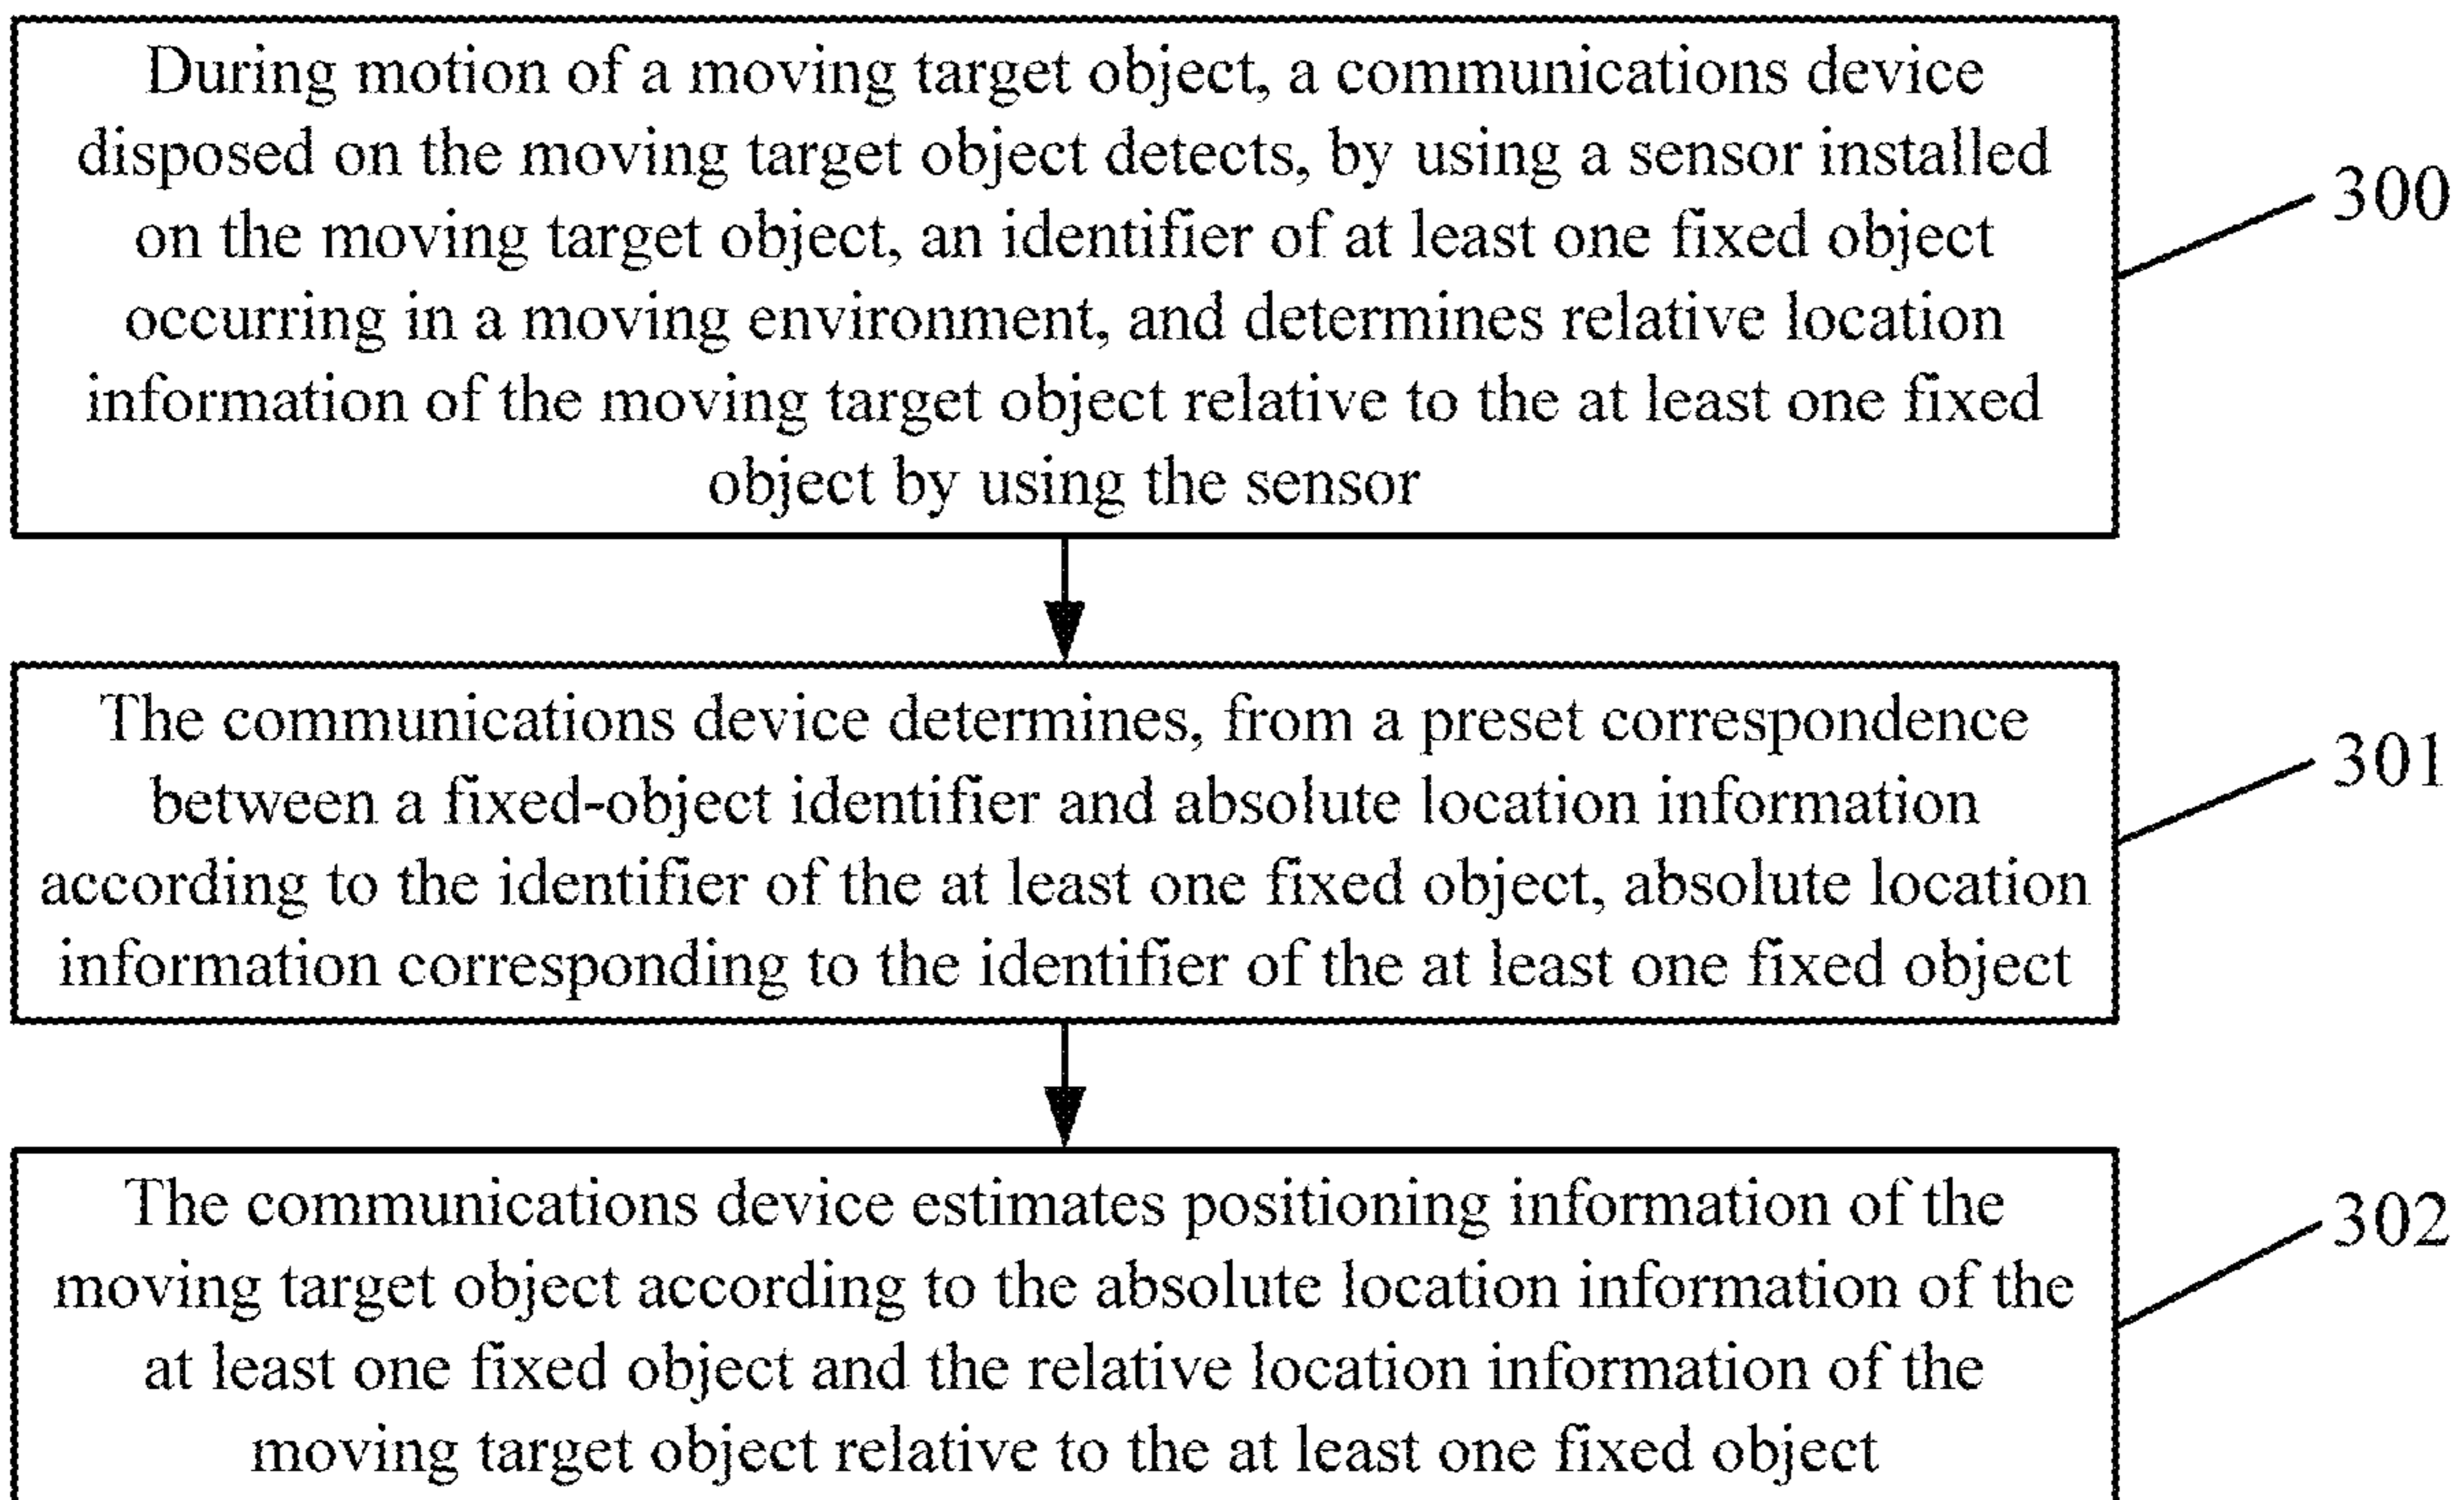 During motion of a moving target object, a communications device
disposed on the moving target object detects, by using a sensor installed
on the moving target object, an identifier of at least one fixed object
occurring in a moving environment, and determines relative location
information of the moving target object relative to the at least one fixed
object by using the sensor
300
The communications device determines, from a preset correspondence
between a fixed-object identifier and absolute location information
according to the identifier of the at least one fixed object, absolute location
information corresponding to the identifier of the at least one fixed object
301
The communications device estimates positioning information of the
moving target object according to the absolute location information of the
at least one fixed object and the relative location information of the
moving target object relative to the at least one fixed object
302